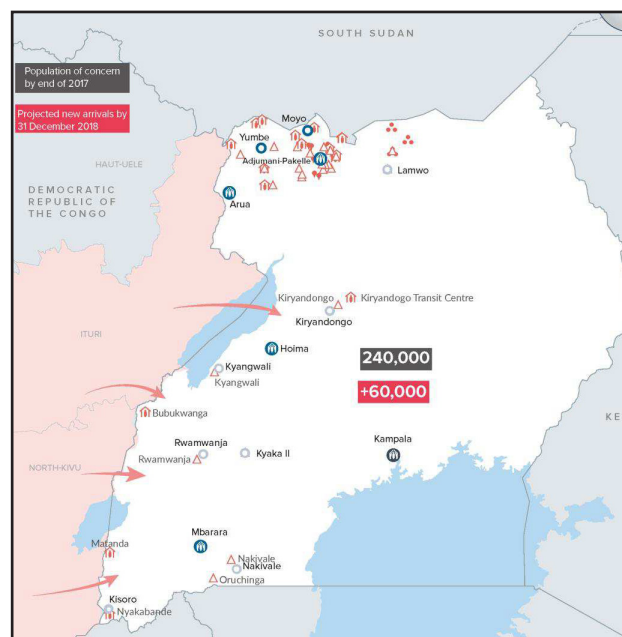 SOUTH SUDAN
Population of concern
by end of 2017
Projected new arrivals by
31 December 2018
Moyo
Yumbe
Adjumani-Pakelle
HAUT-UELE
Lamwo
DEMOCRATIC
REPUBLIC OF
THE CONGO
Arua
Kiryandongo
Kiryandogo Transit Centre
Kiryandongo
ITURI
Hoima
240,000
Kyangwali
Kyangwali
+60,000
Bubukwanga
KE
Rwamwanja
Kyaka II
Kampala
Rwamwanja
NORTH-KIVU
Mbarara
Matanda
Nakivale
Nakivale
Oruchinga
Kisoro
Nyakabande